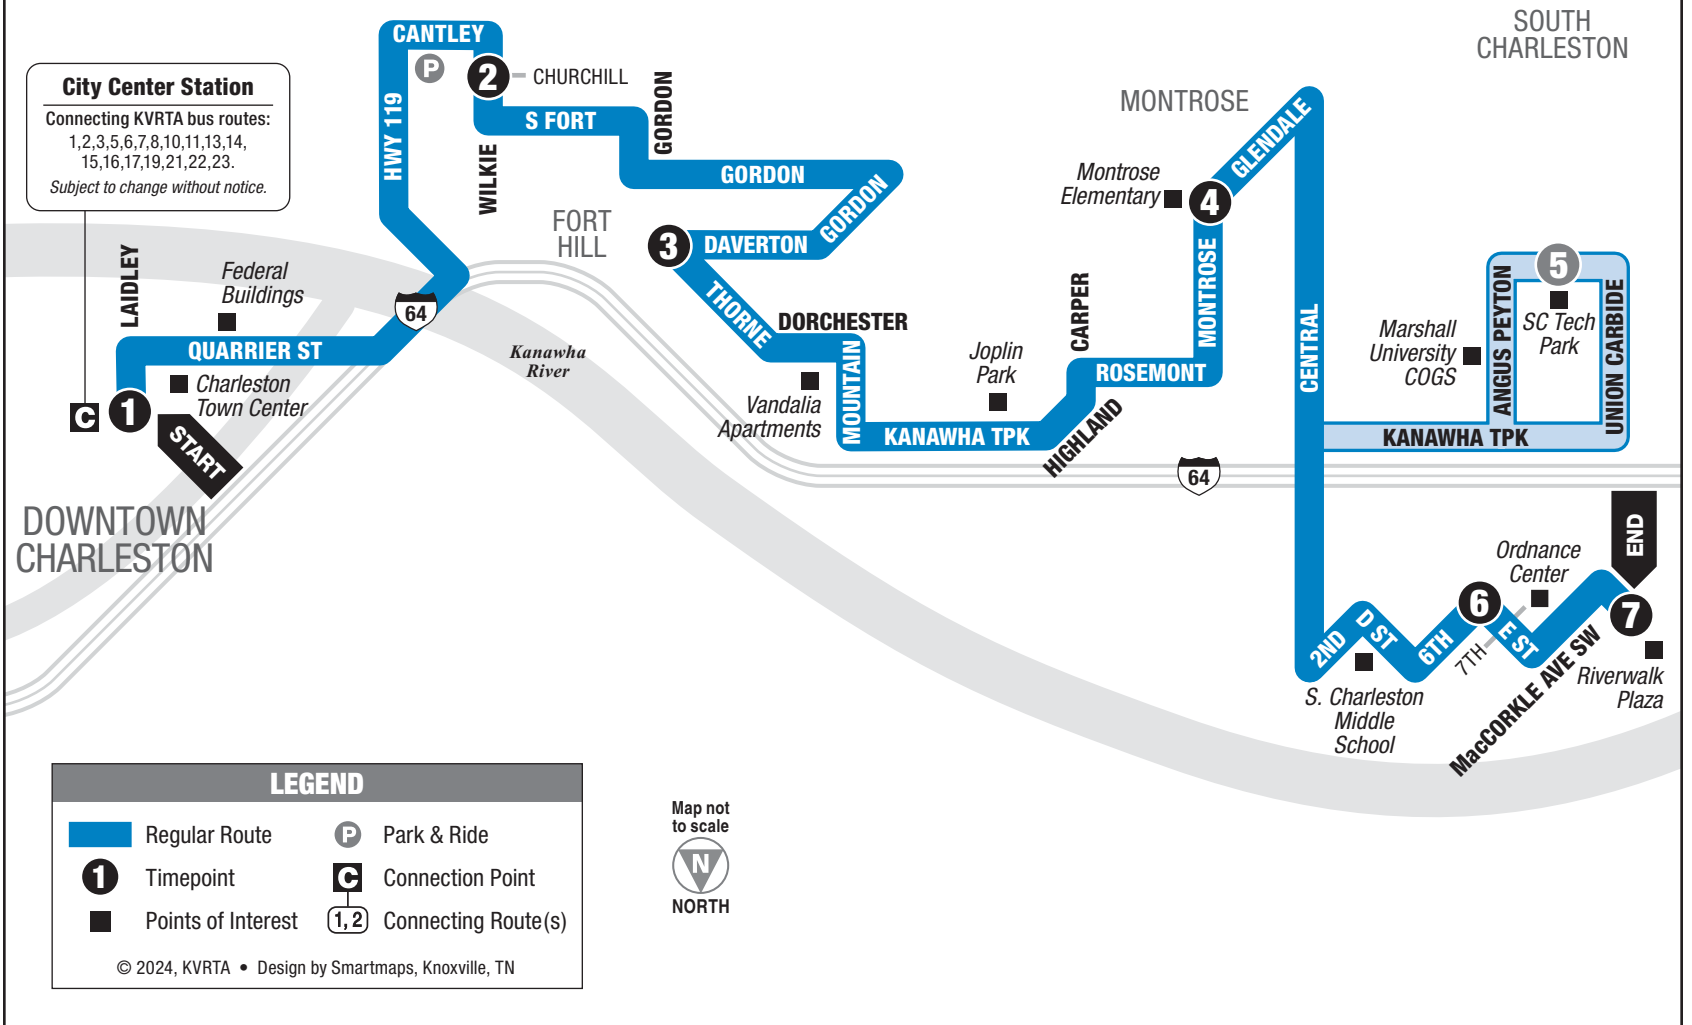 SOUTH
CHARLESTON
CANTLEY
P
2
CHURCHILL
City Center Station
Connecting KVRTA bus routes:
1,2,3,5,6,7,8,10,11,13,14,
15,16,17,19,21,22,23.
Subject to change without notice.
HWY 119
S FORT
GORDON
WILKIE
GORDON
GORDON
FORT
HILL
3
DAVERTON
THORNE
DORCHESTER
MOUNTAIN
Vandalia
Apartments
KANAWHA TPK
Joplin
Park
CARPER
HIGHLAND
ROSEMONT
MONTROSE
MONTROSE
Montrose
Elementary
4
GLENDALE
CENTRAL
LAIDLEY
Federal
Buildings
64
QUARRIER ST
Charleston
Town Center
C
1
START
DOWNTOWN
CHARLESTON
Kanawha
River
64
5
ANGUS PEYTON
SC Tech
Park
UNION CARBIDE
Marshall
University
COGS
KANAWHA TPK
END
Ordnance
Center
2ND
D ST
6TH
6
7TH
E ST
MacCORKLE AVE SW
7
Riverwalk
Plaza
S. Charleston
Middle
School
LEGEND
Regular Route
P Park & Ride
1 Timepoint
C Connection Point
Points of Interest
1, 2 Connecting Route(s)
© 2024, KVRTA • Design by Smartmaps, Knoxville, TN
Map not
to scale
N
NORTH